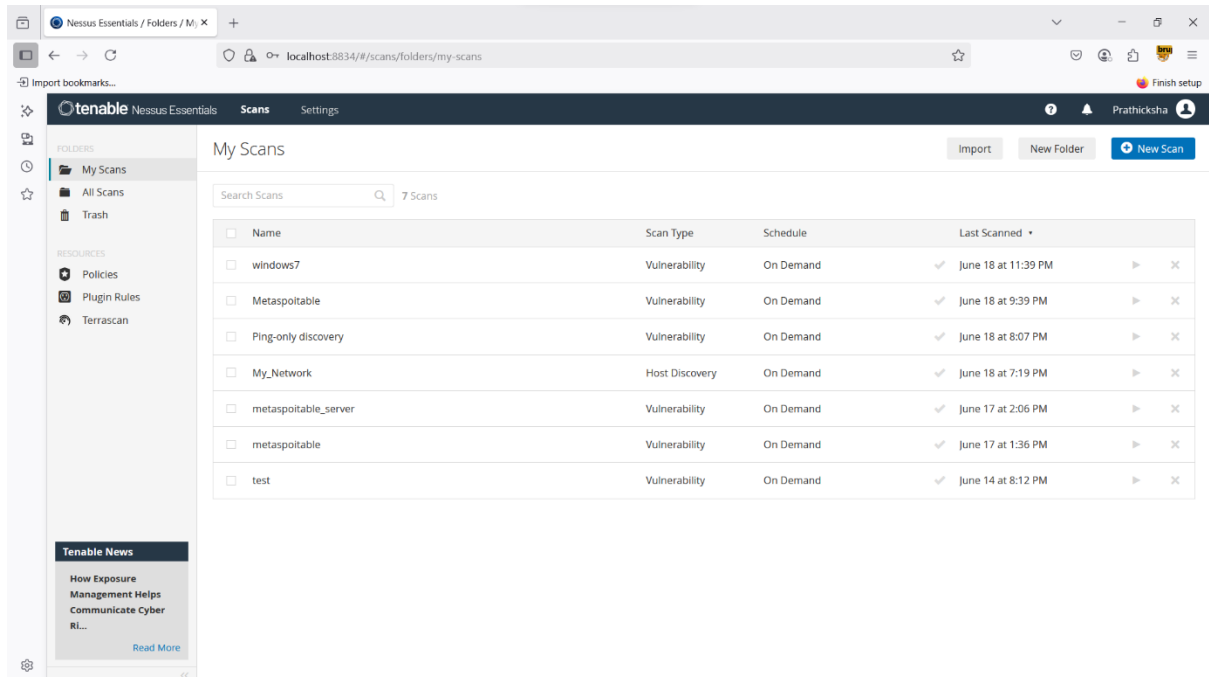 Nessus Essentials / Folders / My
localhost:8834/#/scans/folders/my-scans
Import bookmarks...
Finish setup
tenable Nessus Essentials Scans Settings Prathicksha
FOLDERS
My Scans
All Scans
Trash
RESOURCES
Policies
Plugin Rules
Terrascan
Tenable News
How Exposure
Management Helps
Communicate Cyber
Ri...
Read More
My Scans Import New Folder New Scan
Search Scans 7 Scans
Name Scan Type Schedule Last Scanned
windows7 Vulnerability On Demand June 18 at 11:39 PM
Metaspoitable Vulnerability On Demand June 18 at 9:39 PM
Ping-only discovery Vulnerability On Demand June 18 at 8:07 PM
My_Network Host Discovery On Demand June 18 at 7:19 PM
metaspoitable_server Vulnerability On Demand June 17 at 2:06 PM
metaspoitable Vulnerability On Demand June 17 at 1:36 PM
test Vulnerability On Demand June 14 at 8:12 PM